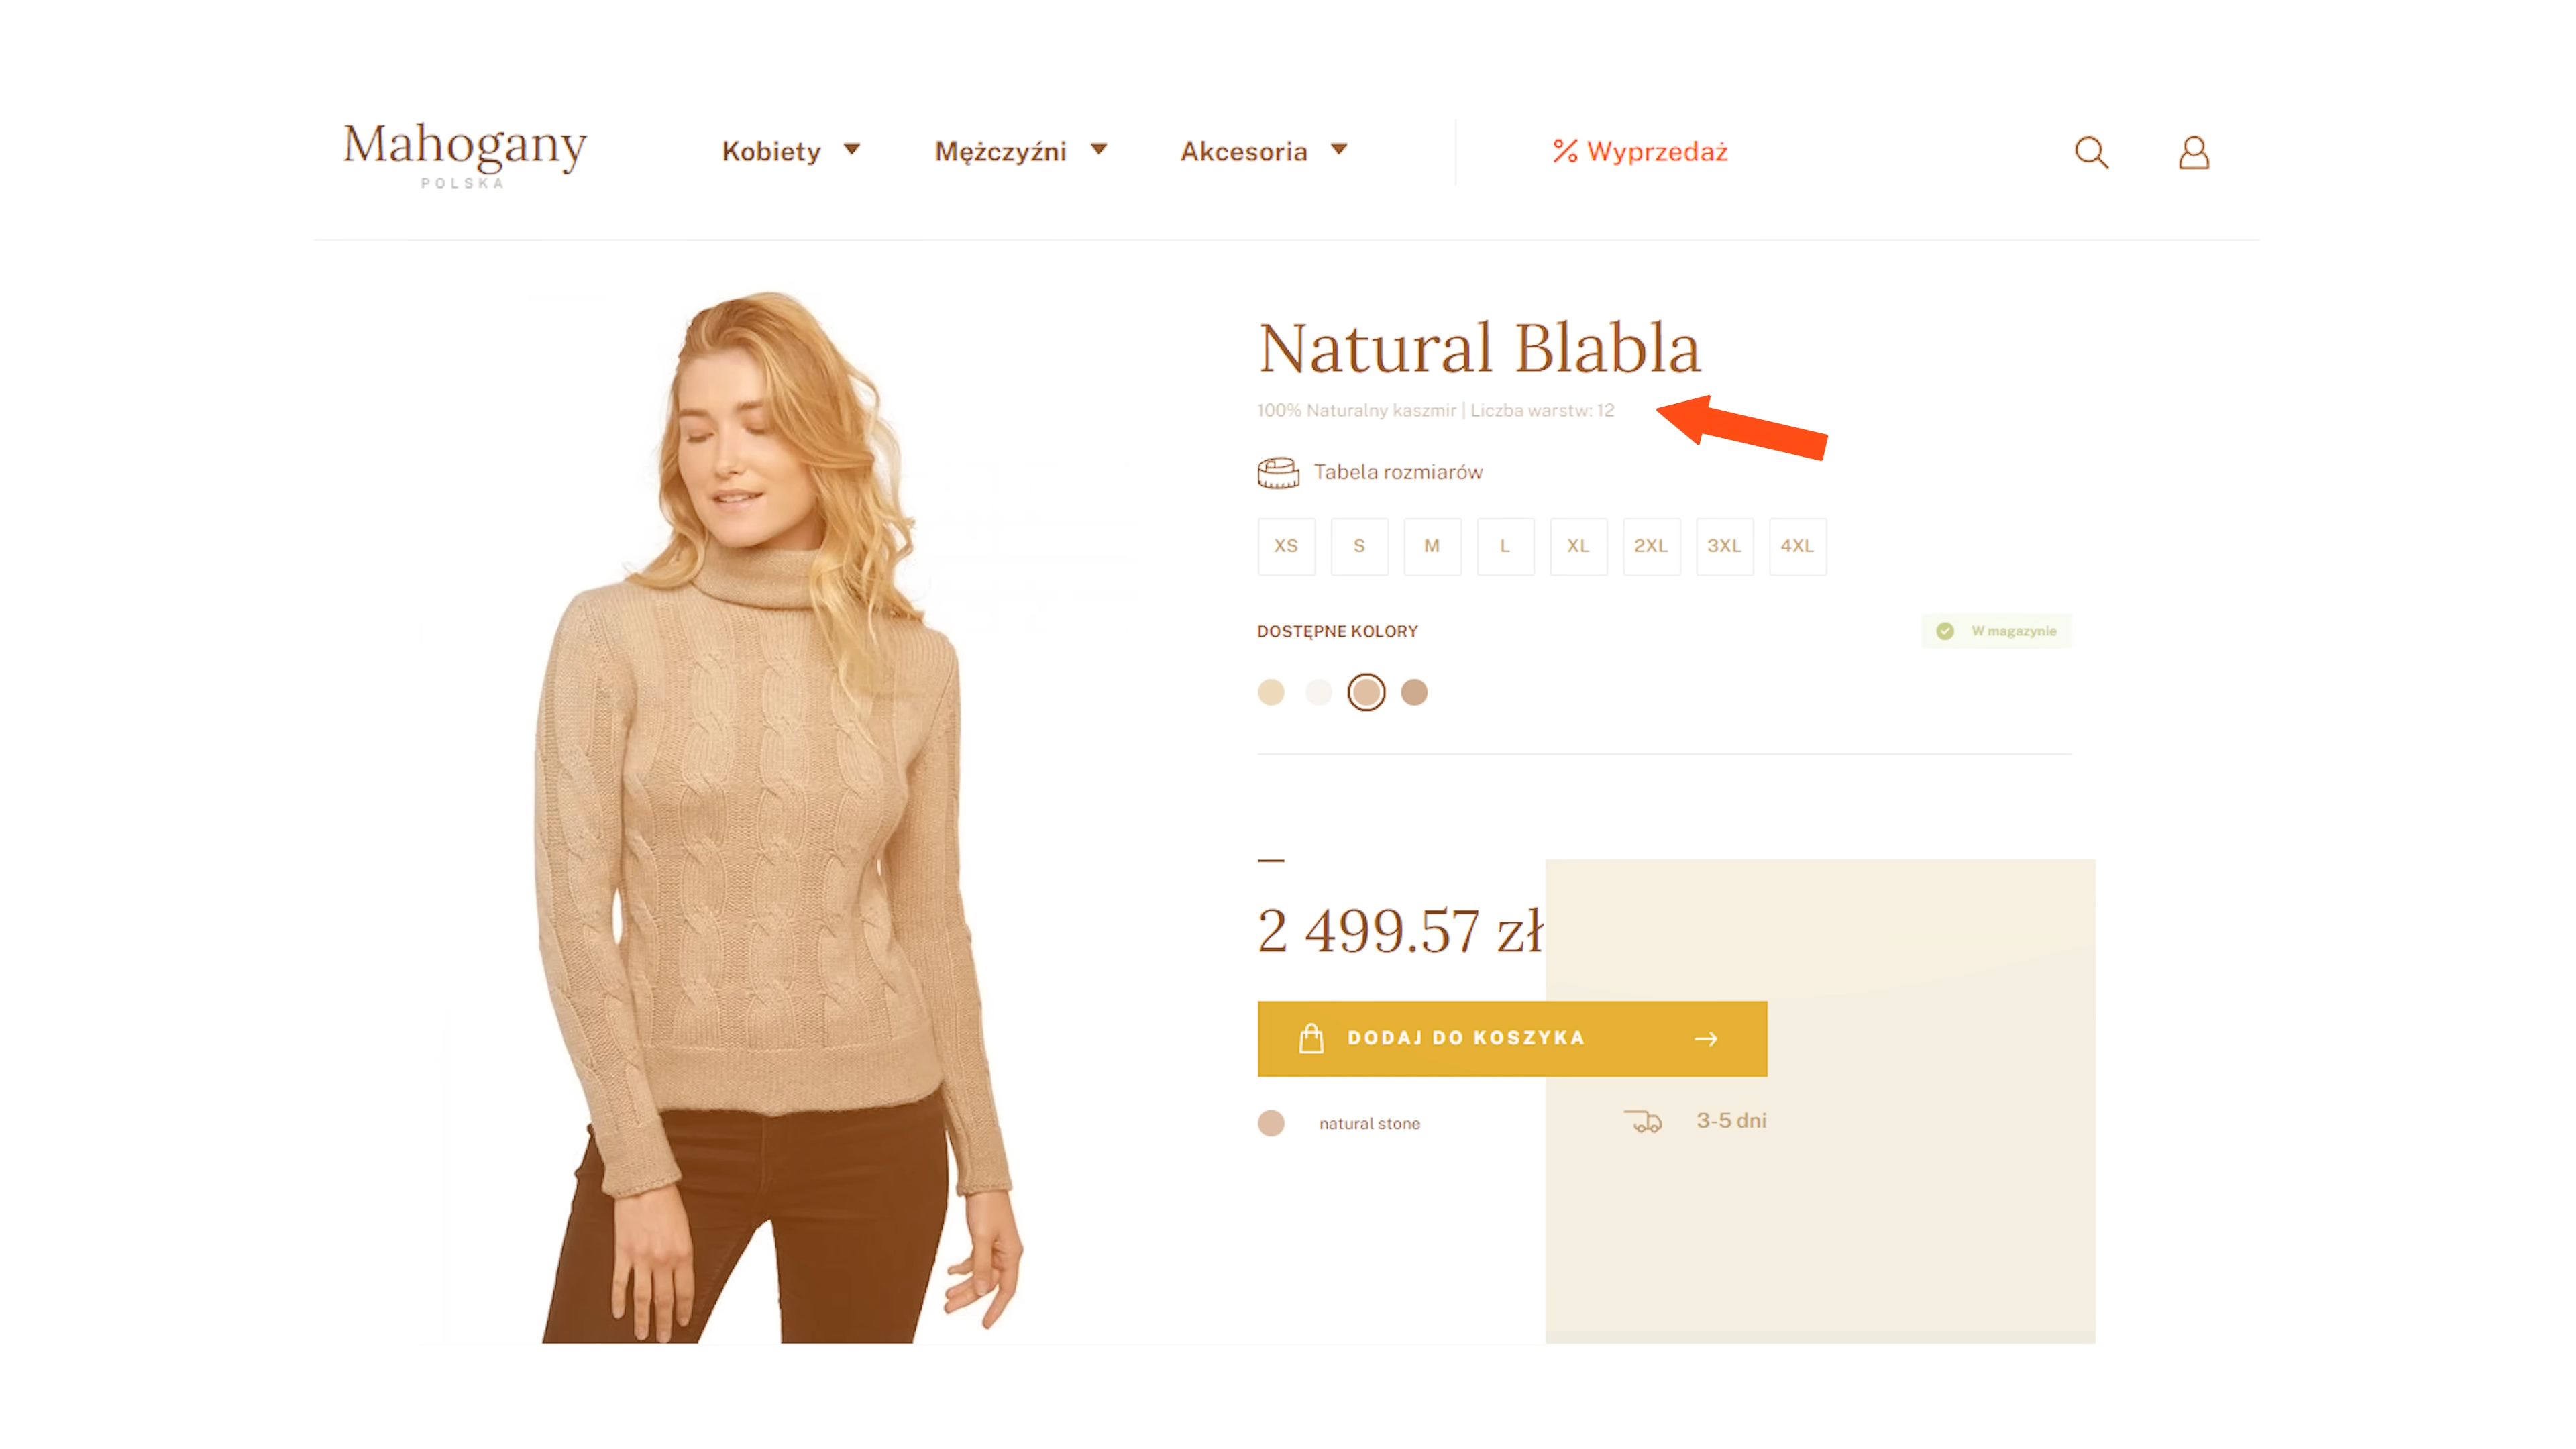 Mahogany
POLSKA
Kobiety
Mężczyźni
Akcesoria
% Wyprzedaż
Natural Blabla
100% Naturalny kaszmir | Liczba warstw: 12
Tabela rozmiarów
XS S M L XL 2XL 3XL 4XL
DOSTĘPNE KOLORY
W magazynie
2 499.57 zł
DODAJ DO KOSZYKA
natural stone
3-5 dni